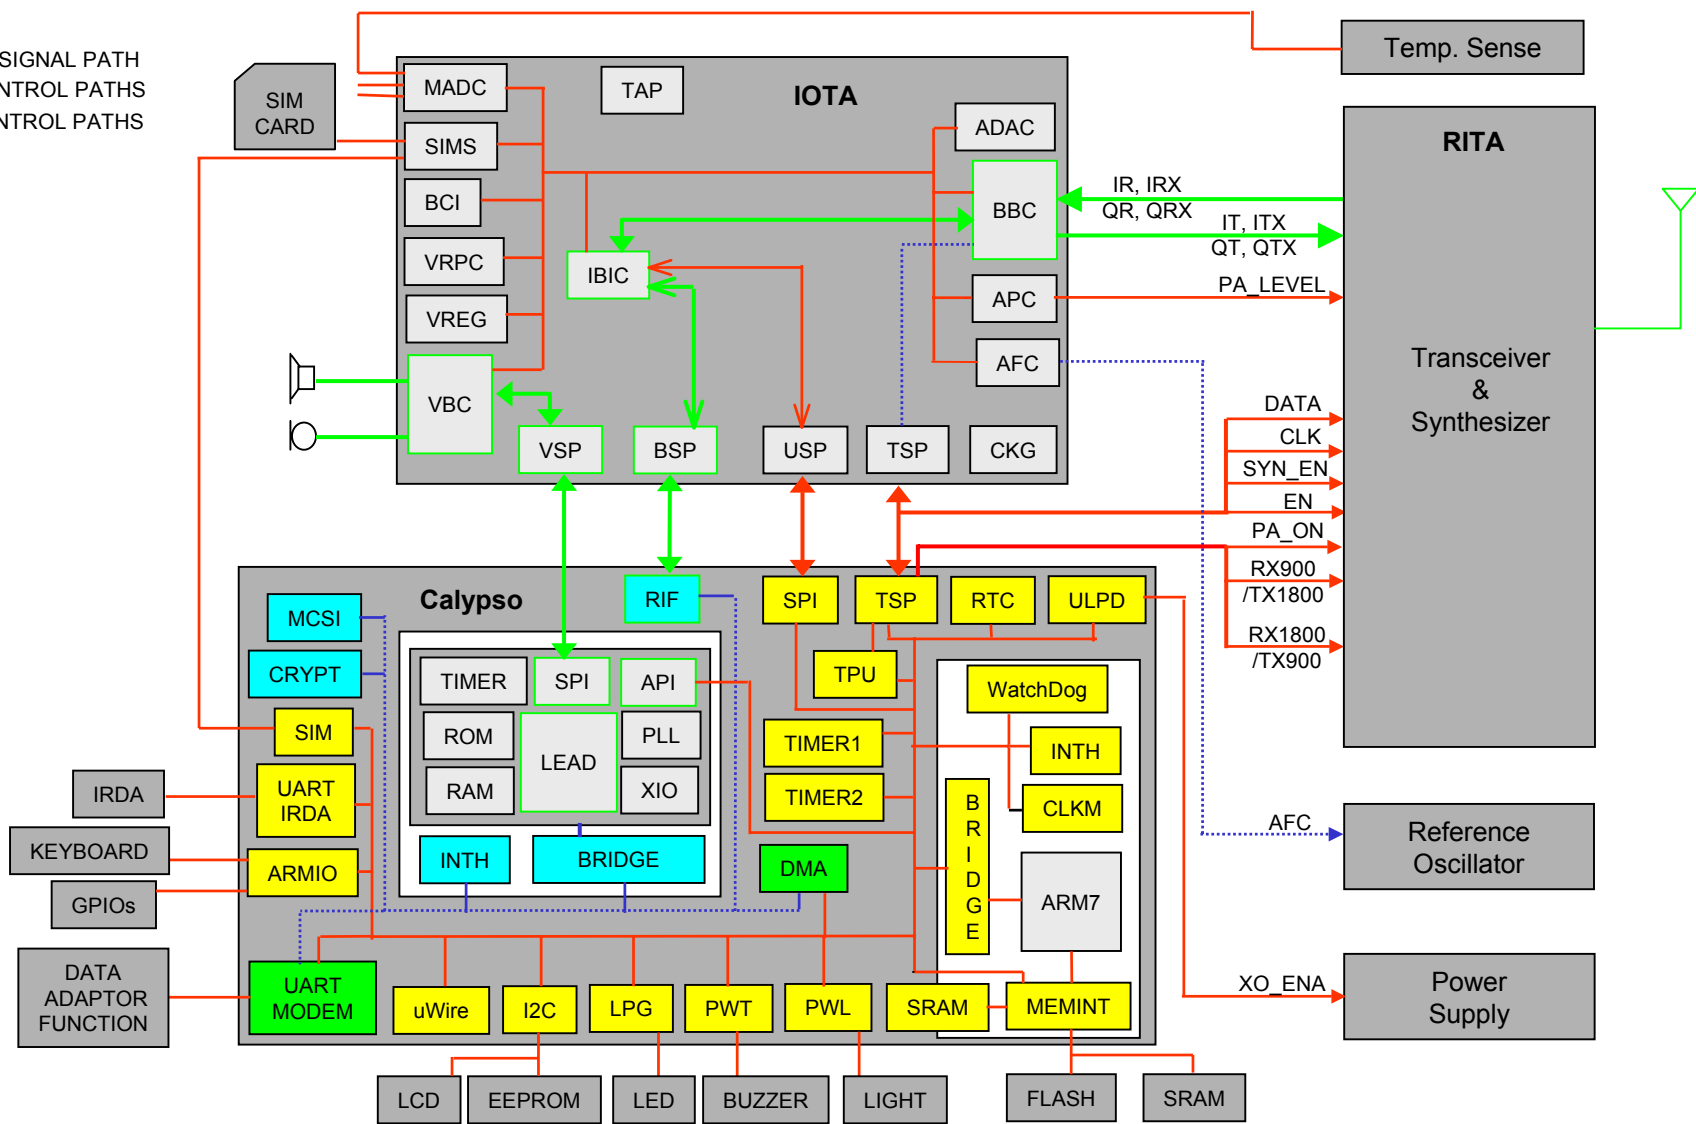 SIGNAL PATH
NTROL PATHS
NTROL PATHS
SIM
CARD
MADC
TAP
IOTA
SIMS
BCI
VRPC
VREG
VBC
IBIC
ADAC
BBC
APC
AFC
VSP
BSP
USP
TSP
CKG
Temp. Sense
RITA
Transceiver
&
Synthesizer
IR, IRX
QR, QRX
IT, ITX
QT, QTX
PA_LEVEL
DATA
CLK
SYN_EN
EN
PA_ON
RX900
/TX1800
RX1800
/TX900
AFC
Reference
Oscillator
XO_ENA
Power
Supply
Calypso
MCSI
CRYPT
SIM
UART
IRDA
ARMIO
UART
MODEM
RIF
SPI
TSP
RTC
ULPD
TPU
TIMER
SPI
API
ROM
LEAD
PLL
RAM
XIO
INTH
BRIDGE
TIMER1
TIMER2
DMA
WatchDog
INTH
CLKM
B
R
I
D
G
E
ARM7
uWire
I2C
LPG
PWT
PWL
SRAM
MEMINT
IRDA
KEYBOARD
GPIOs
DATA
ADAPTOR
FUNCTION
LCD
EEPROM
LED
BUZZER
LIGHT
FLASH
SRAM